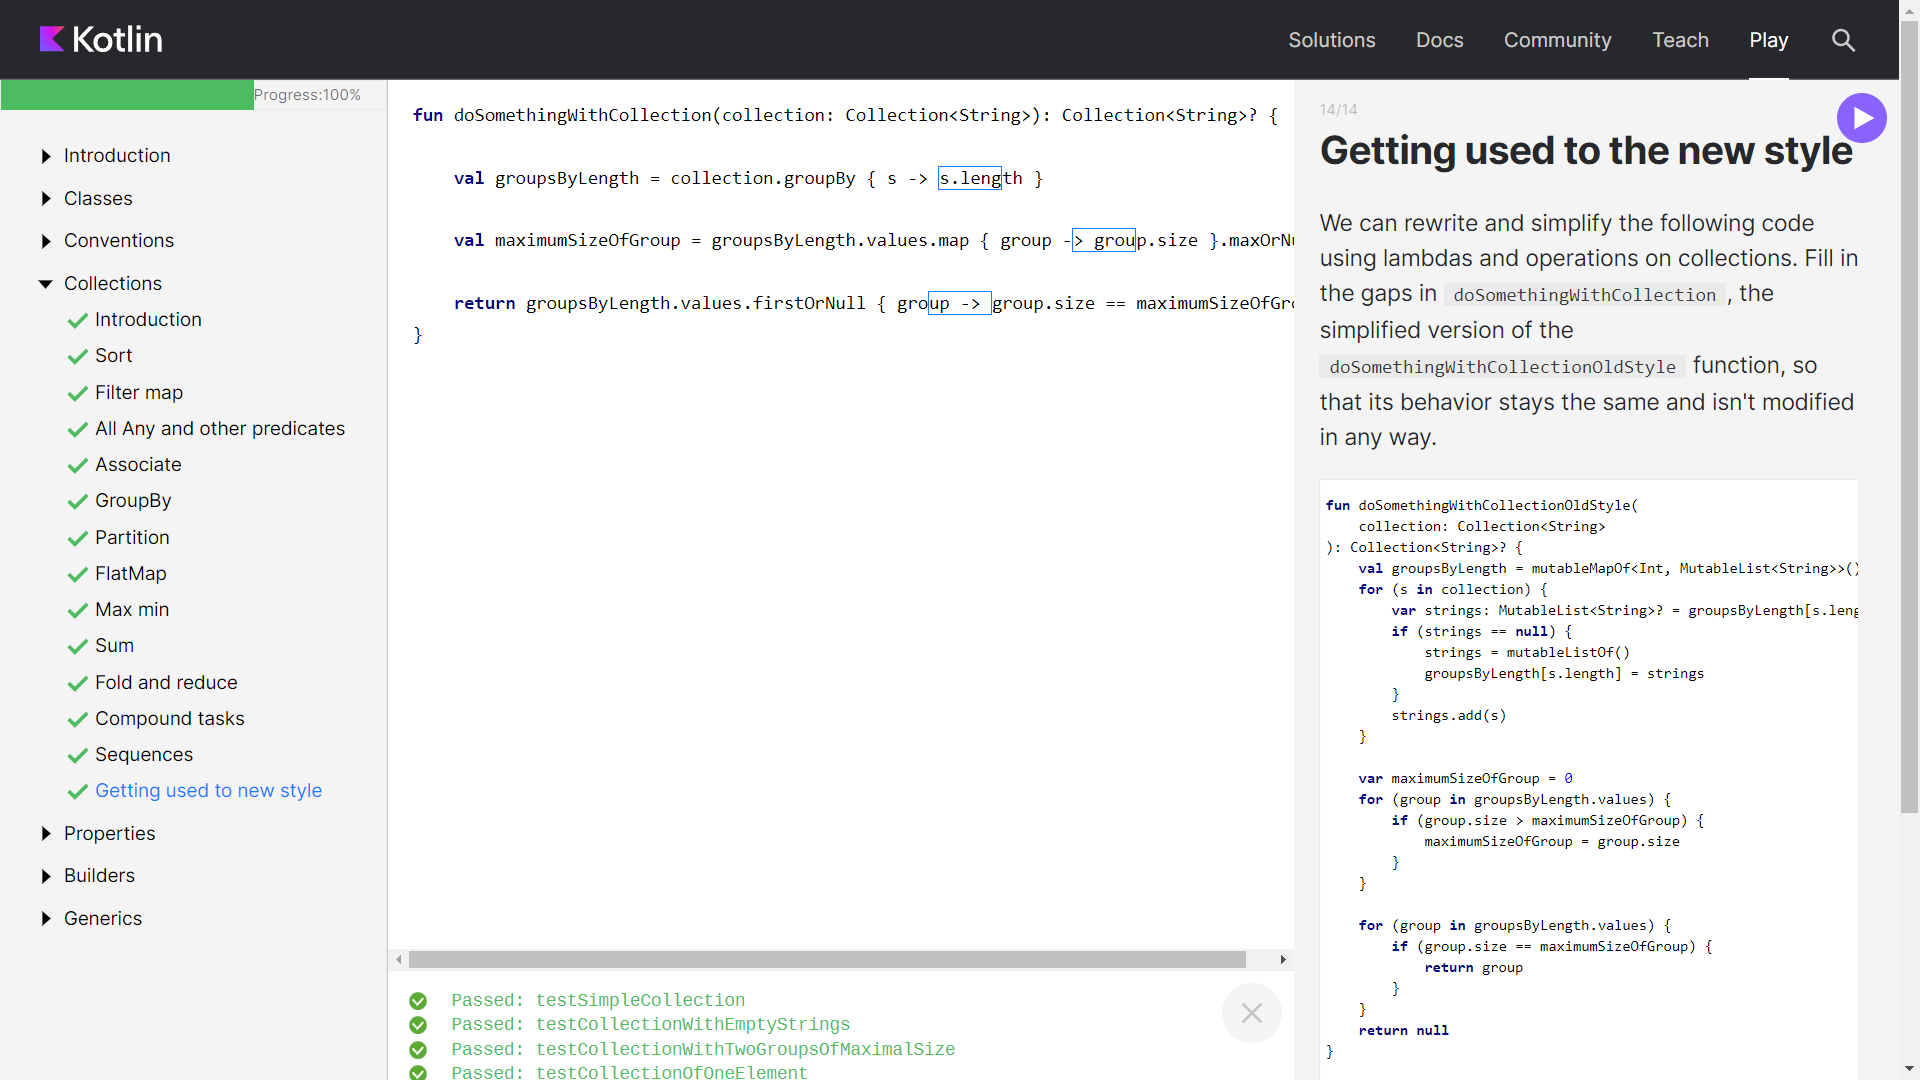 Kotlin
Solutions
Docs
Community
Teach
Play
Progress:100%
Introduction
Classes
Conventions
Collections
Introduction
Sort
Filter map
All Any and other predicates
Associate
GroupBy
Partition
FlatMap
Max min
Sum
Fold and reduce
Compound tasks
Sequences
Getting used to new style
Properties
Builders
Generics
fun doSomethingWithCollection(collection: Collection<String>): Collection<String>? {
val groupsByLength = collection.groupBy { s -> s.length }
val maximumSizeOfGroup = groupsByLength.values.map { group -> group.size }.maxOrNu
return groupsByLength.values.firstOrNull { group -> group.size == maximumSizeOfGro
}
Passed: testSimpleCollection
Passed: testCollectionWithEmptyStrings
Passed: testCollectionWithTwoGroupsOfMaximalSize
Passed: testCollectionOfOneElement
14/14
Getting used to the new style
We can rewrite and simplify the following code
using lambdas and operations on collections. Fill in
the gaps in doSomethingWithCollection, the
simplified version of the
doSomethingWithCollectionOldStyle function, so
that its behavior stays the same and isn't modified
in any way.
fun doSomethingWithCollectionOldStyle(
collection: Collection<String>
): Collection<String>? {
val groupsByLength = mutableMapOf<Int, MutableList<String>>()
for (s in collection) {
var strings: MutableList<String>? = groupsByLength[s.leng
if (strings == null) {
strings = mutableListOf()
groupsByLength[s.length] = strings
}
strings.add(s)
}
var maximumSizeOfGroup = 0
for (group in groupsByLength.values) {
if (group.size > maximumSizeOfGroup) {
maximumSizeOfGroup = group.size
}
}
for (group in groupsByLength.values) {
if (group.size == maximumSizeOfGroup) {
return group
}
}
return null
}